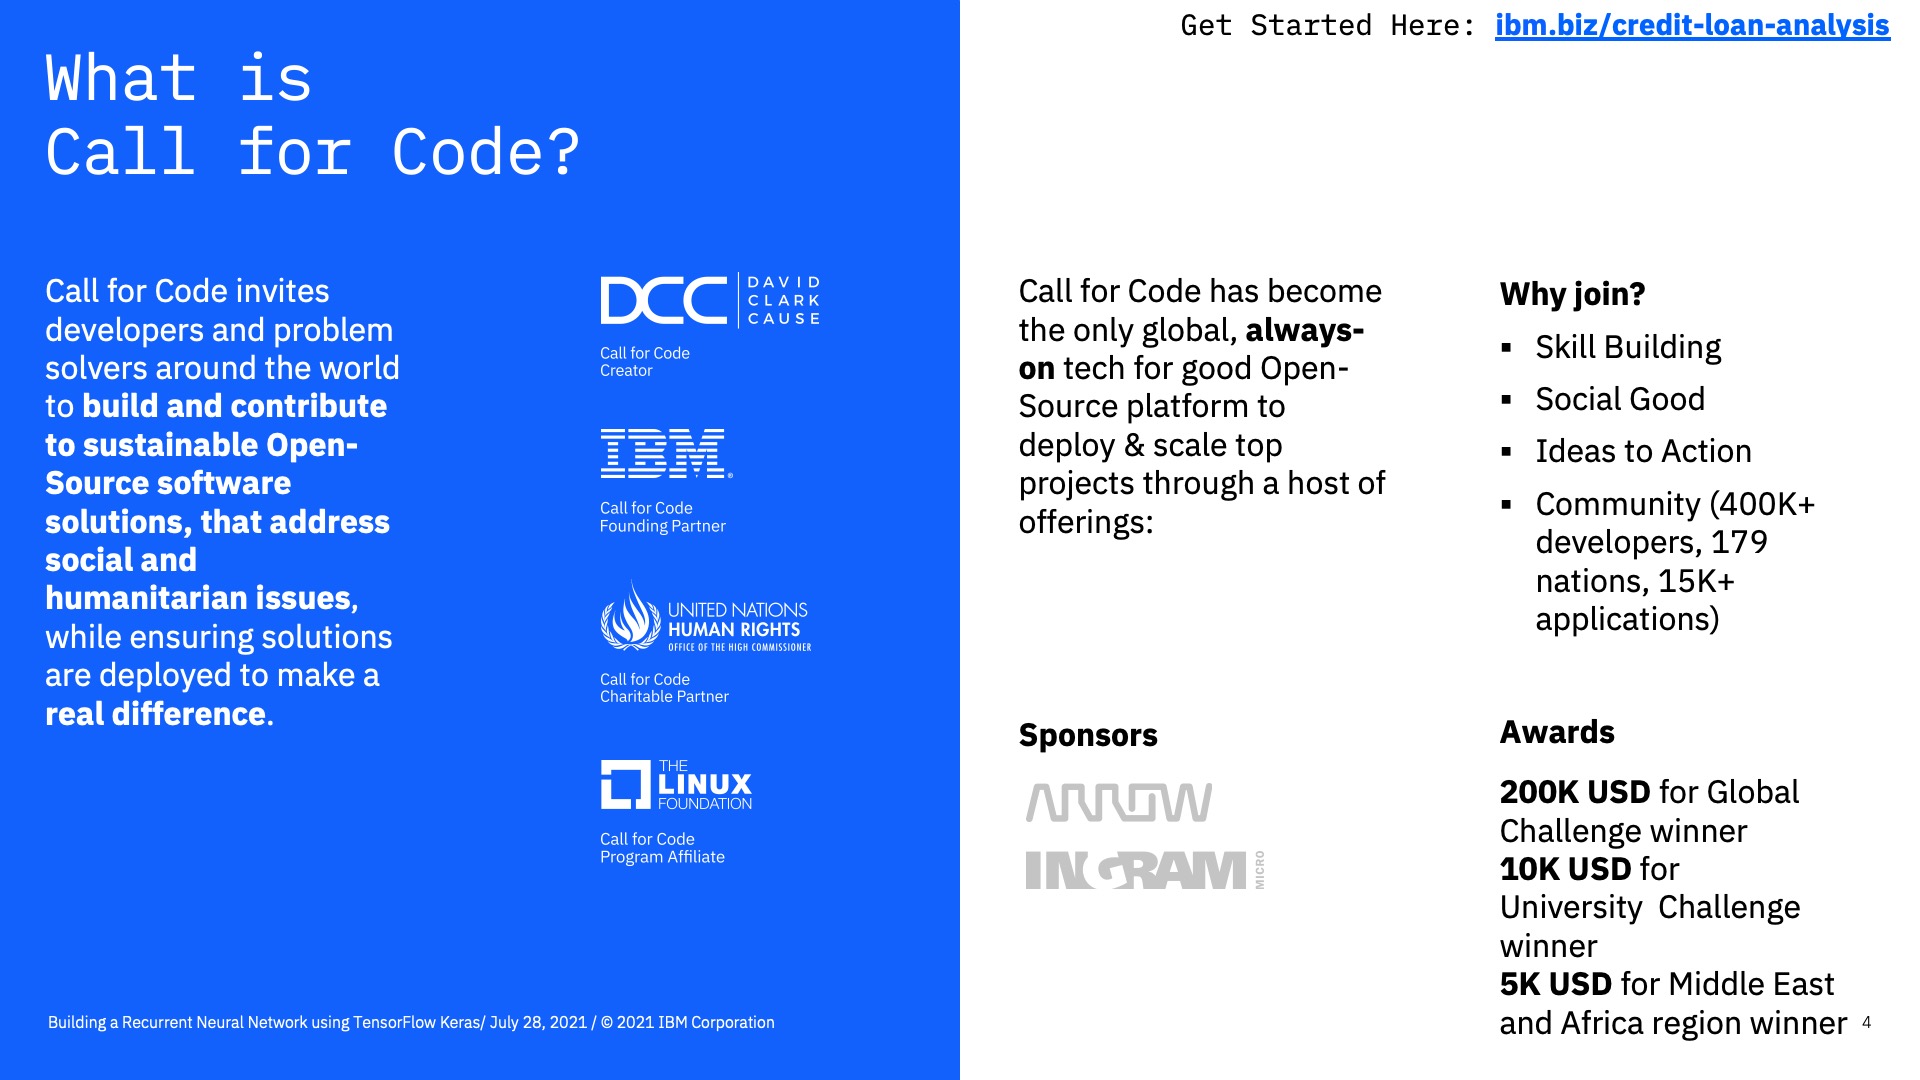 Get Started Here: ibm.biz/credit-loan-analysis
What is
Call for Code?
Call for Code invites
developers and problem
solvers around the world
to build and contribute
to sustainable Open-
Source software
solutions, that address
social and
humanitarian issues,
while ensuring solutions
are deployed to make a
real difference.
DCC DAVID
CLARK
CAUSE
Call for Code
Creator
IBM®
Call for Code
Founding Partner
UNITED NATIONS
HUMAN RIGHTS
OFFICE OF THE HIGH COMMISSIONER
Call for Code
Charitable Partner
THE
LINUX
FOUNDATION
Call for Code
Program Affiliate
Call for Code has become
the only global, always-
on tech for good Open-
Source platform to
deploy & scale top
projects through a host of
offerings:
Why join?
▪ Skill Building
▪ Social Good
▪ Ideas to Action
▪ Community (400K+
developers, 179
nations, 15K+
applications)
Sponsors
ARROW
INGRAM MICRO
Awards
200K USD for Global
Challenge winner
10K USD for
University  Challenge
winner
5K USD for Middle East
and Africa region winner
Building a Recurrent Neural Network using TensorFlow Keras/ July 28, 2021 / © 2021 IBM Corporation
4